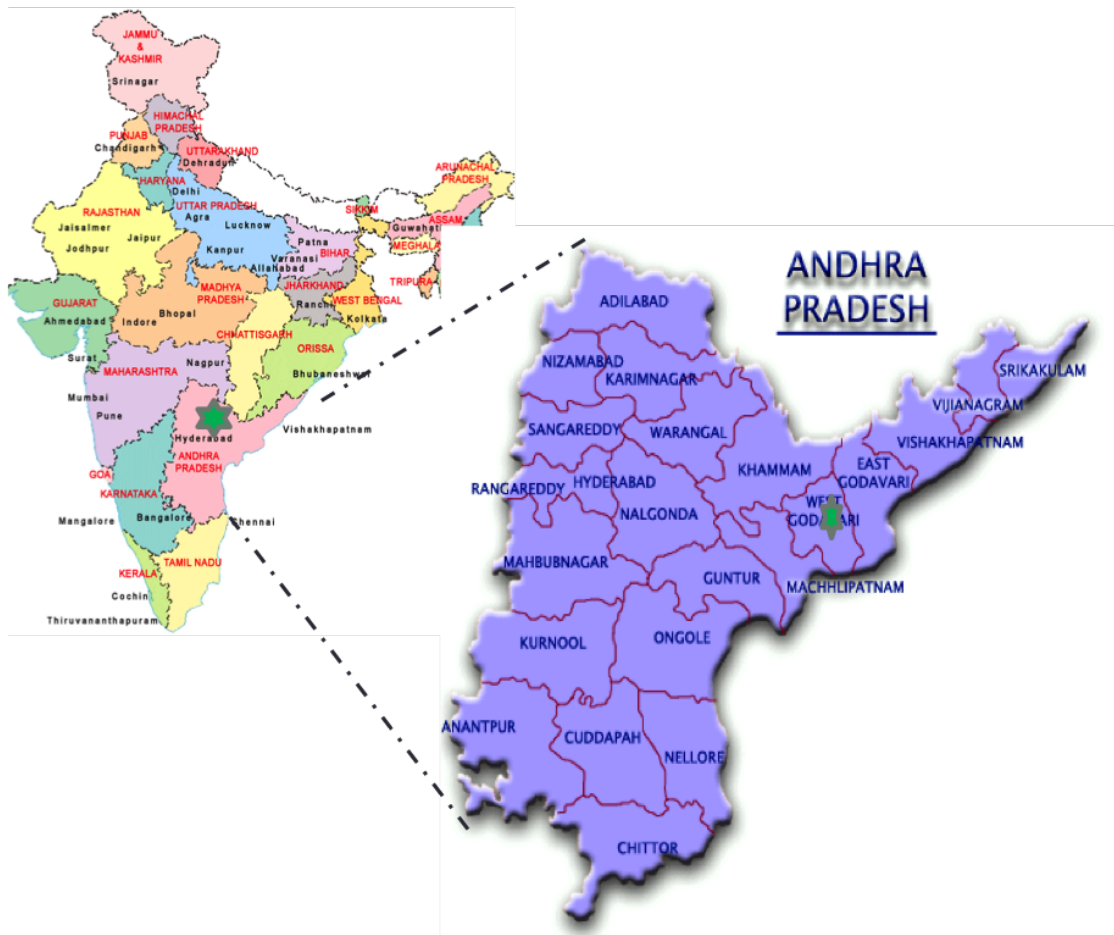 JAMMU
&
KASHMIR
Srinagar
HIMACHAL
PRADESH
PUNJAB
Chandigarh
UTTARAKHAND
Dehradun
HARYANA
Delhi
ARUNACHAL
PRADESH
RAJASTHAN
UTTAR PRADESH
Agra
SIKKIM
ASSAM
Jaisalmer
Lucknow
Guwahati
Jaipur
Jodhpur
Kanpur
Patna
BIHAR
MEGHALA
Varanasi
Allahabad
MADHYA
PRADESH
JHARKHAND
TRIPURA
GUJARAT
Ranchi
WEST BENGAL
Ahmedabad
Indore
Bhopal
Kolkata
CHHATTISGARH
ORISSA
Surat
Nagpur
MAHARASHTRA
Bhubaneshwar
Mumbai
Pune
Vishakhapatnam
Hyderabad
ANDHRA
PRADESH
GOA
KARNATAKA
Mangalore
Bangalore
Chennai
TAMIL NADU
KERALA
Cochin
Thiruvananthapuram
ANDHRA
PRADESH
ADILABAD
NIZAMABAD
KARIMNAGAR
SRIKAKULAM
VIJIANAGRAM
SANGAREDDY
WARANGAL
VISHAKHAPATNAM
KHAMMAM
EAST
GODAVARI
RANGAREDDY
HYDERABAD
WEST
GODAVARI
NALGONDA
MAHBUBNAGAR
GUNTUR
MACHHLIPATNAM
KURNOOL
ONGOLE
ANANTPUR
CUDDAPAH
NELLORE
CHITTOR